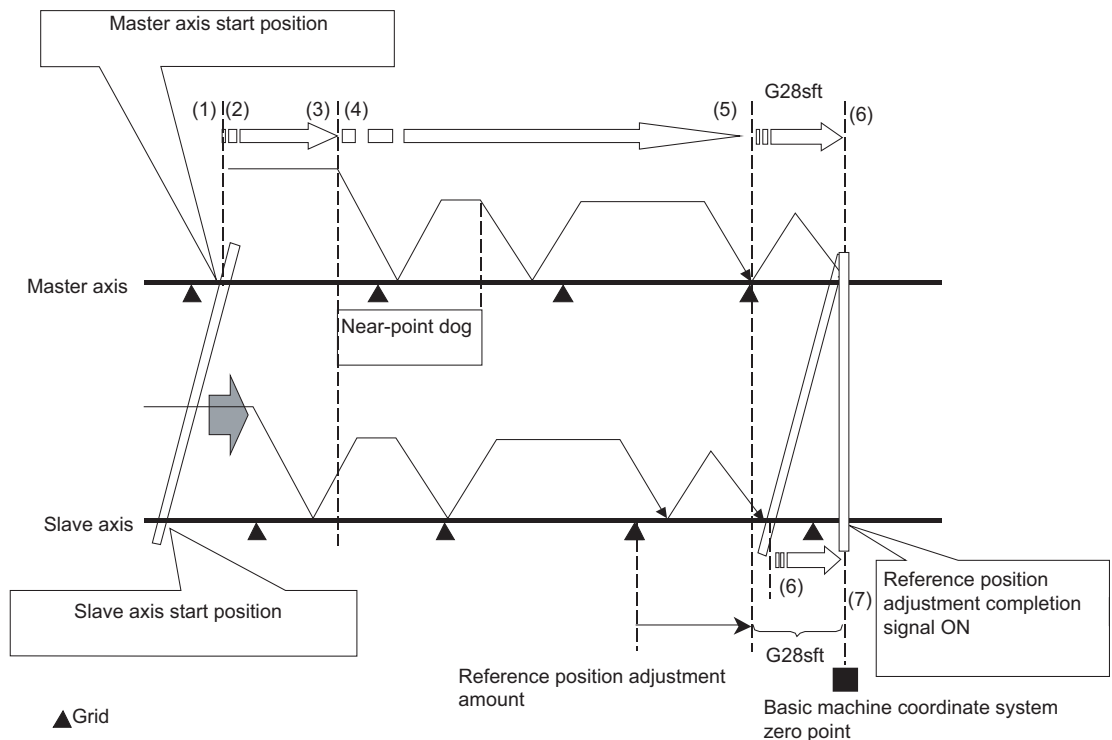 Master axis start position
G28sft
(1)
(2)
(3)
(4)
(5)
(6)
Master axis
Near-point dog
Slave axis
Slave axis start position
(6)
(7)
Reference position
adjustment completion
signal ON
G28sft
Reference position adjustment
amount
Basic machine coordinate system
zero point
Grid